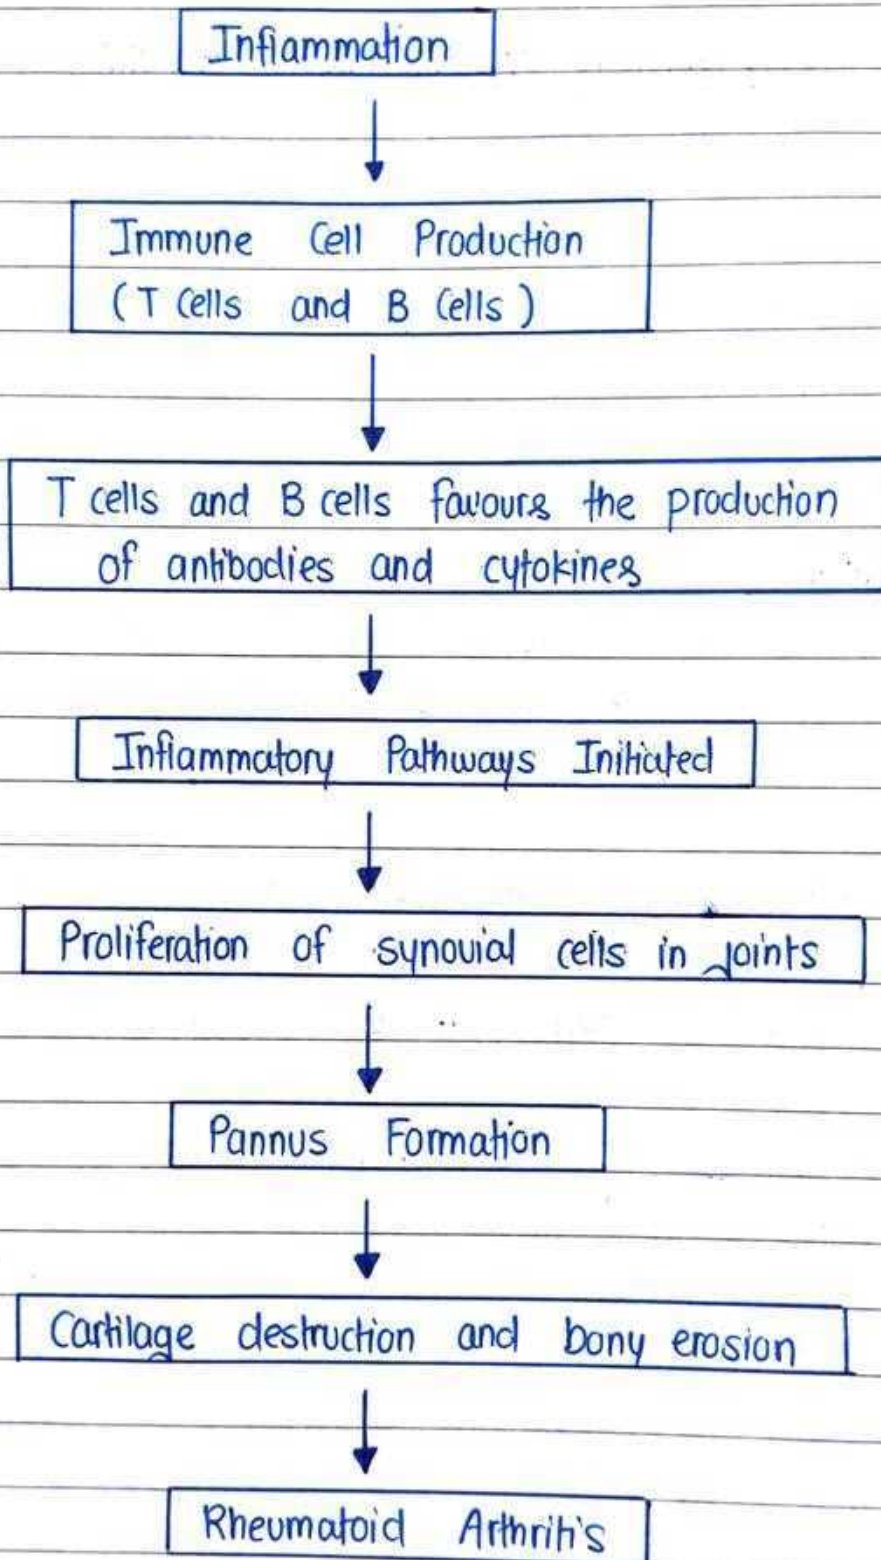 Inflammation
Immune Cell Production
(T Cells and B Cells)
T cells and B cells favours the production
of antibodies and cytokines
Inflammatory Pathways Initiated
Proliferation of synovial cells in Joints
Pannus Formation
Cartilage destruction and bony erosion
Rheumatoid Arthritis